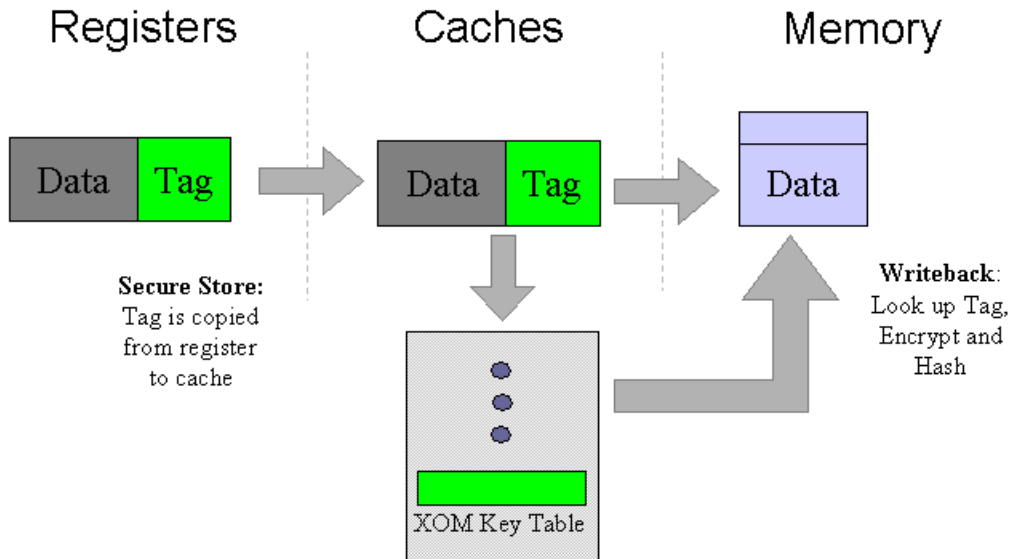 Registers
Caches
Memory
Data
Tag
Data
Tag
Data
Secure Store:
Tag is copied
from register
to cache
Writeback:
Look up Tag,
Encrypt and
Hash
XOM Key Table